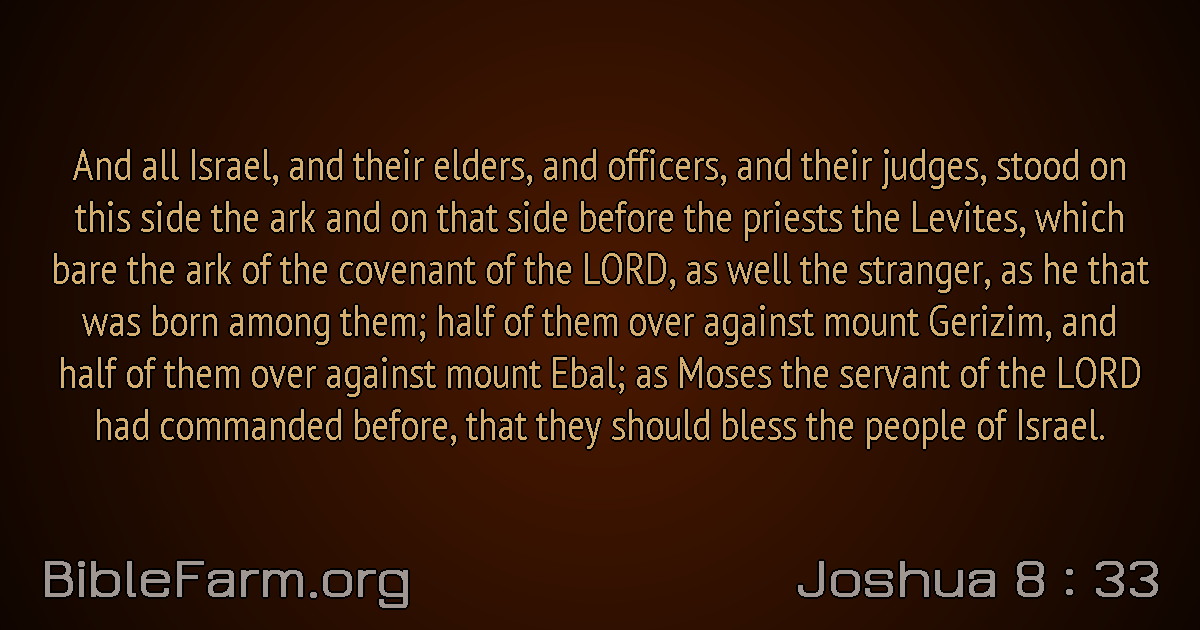 And all Israel, and their elders, and officers, and their judges, stood on
this side the ark and on that side before the priests the Levites, which
bare the ark of the covenant of the LORD, as well the stranger, as he that
was born among them; half of them over against mount Gerizim, and
half of them over against mount Ebal; as Moses the servant of the LORD
had commanded before, that they should bless the people of Israel.
BibleFarm.org
Joshua 8 : 33